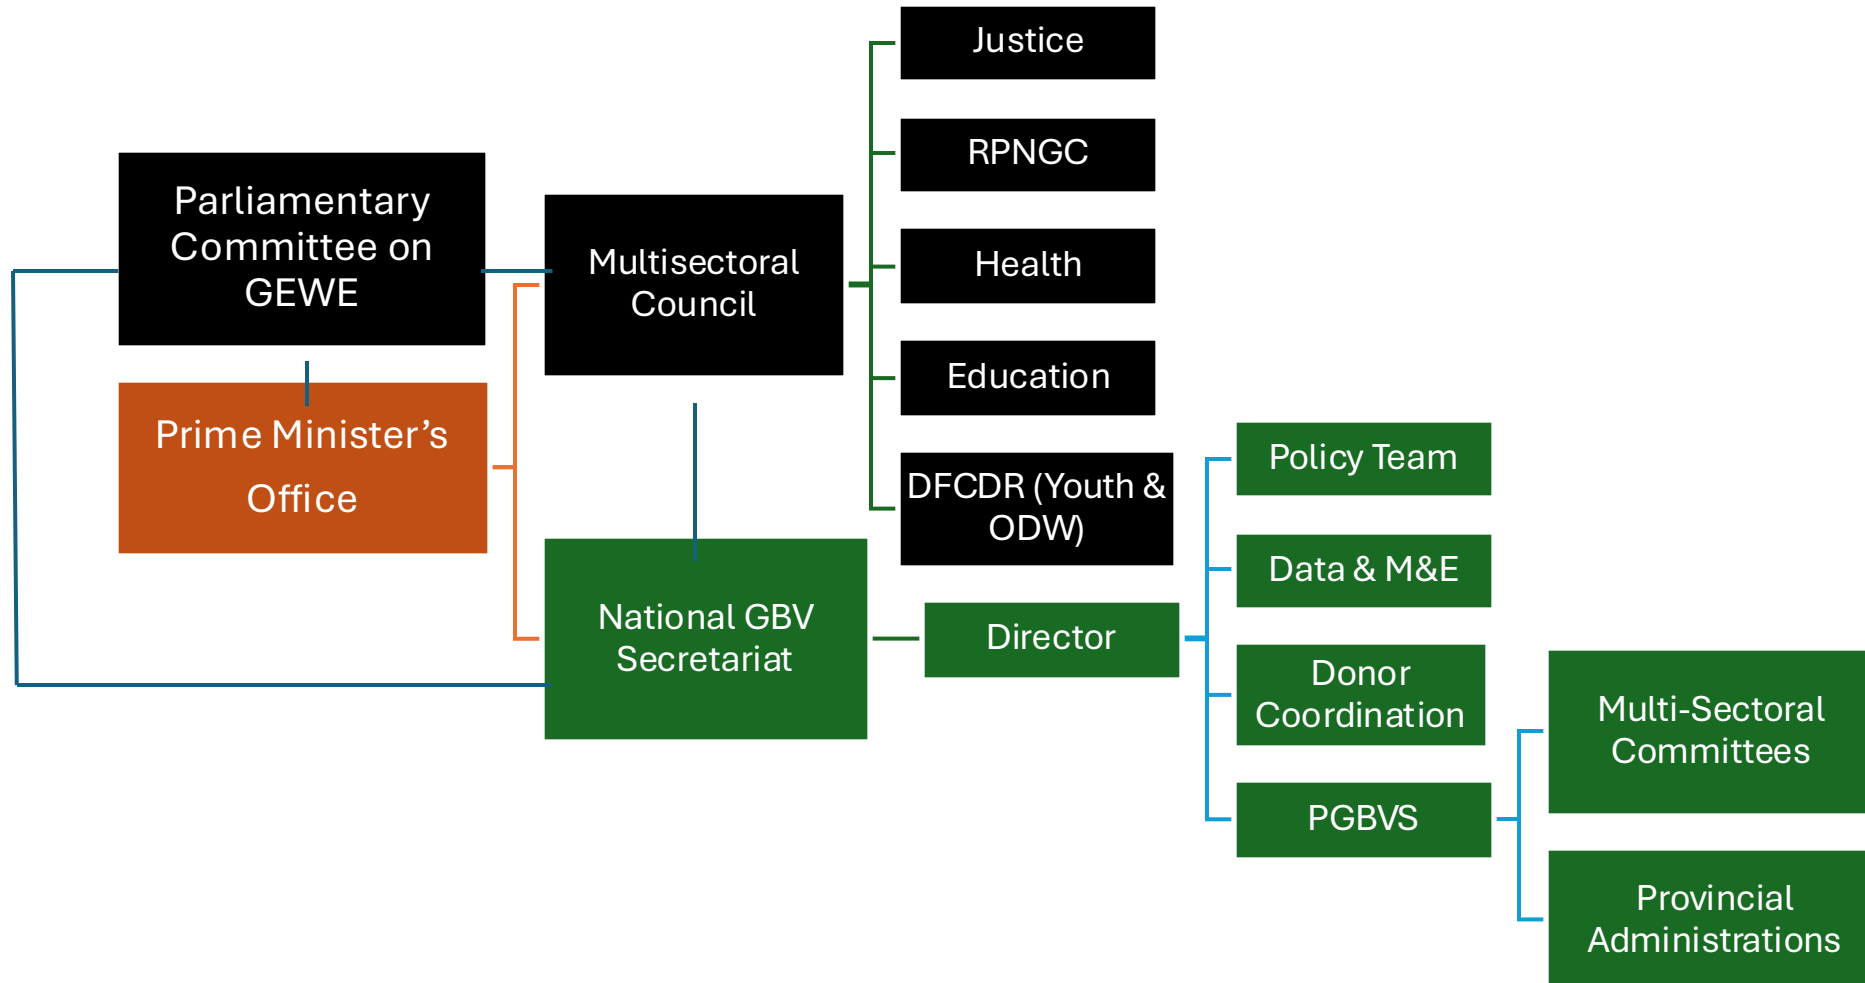 Justice
RPNGC
Parliamentary
Committee on
GEWE
Multisectoral
Council
Health
Education
Prime Minister’s
Office
DFCDR (Youth &
ODW)
Policy Team
Data & M&E
National GBV
Secretariat
Director
Donor
Coordination
Multi-Sectoral
Committees
PGBVS
Provincial
Administrations